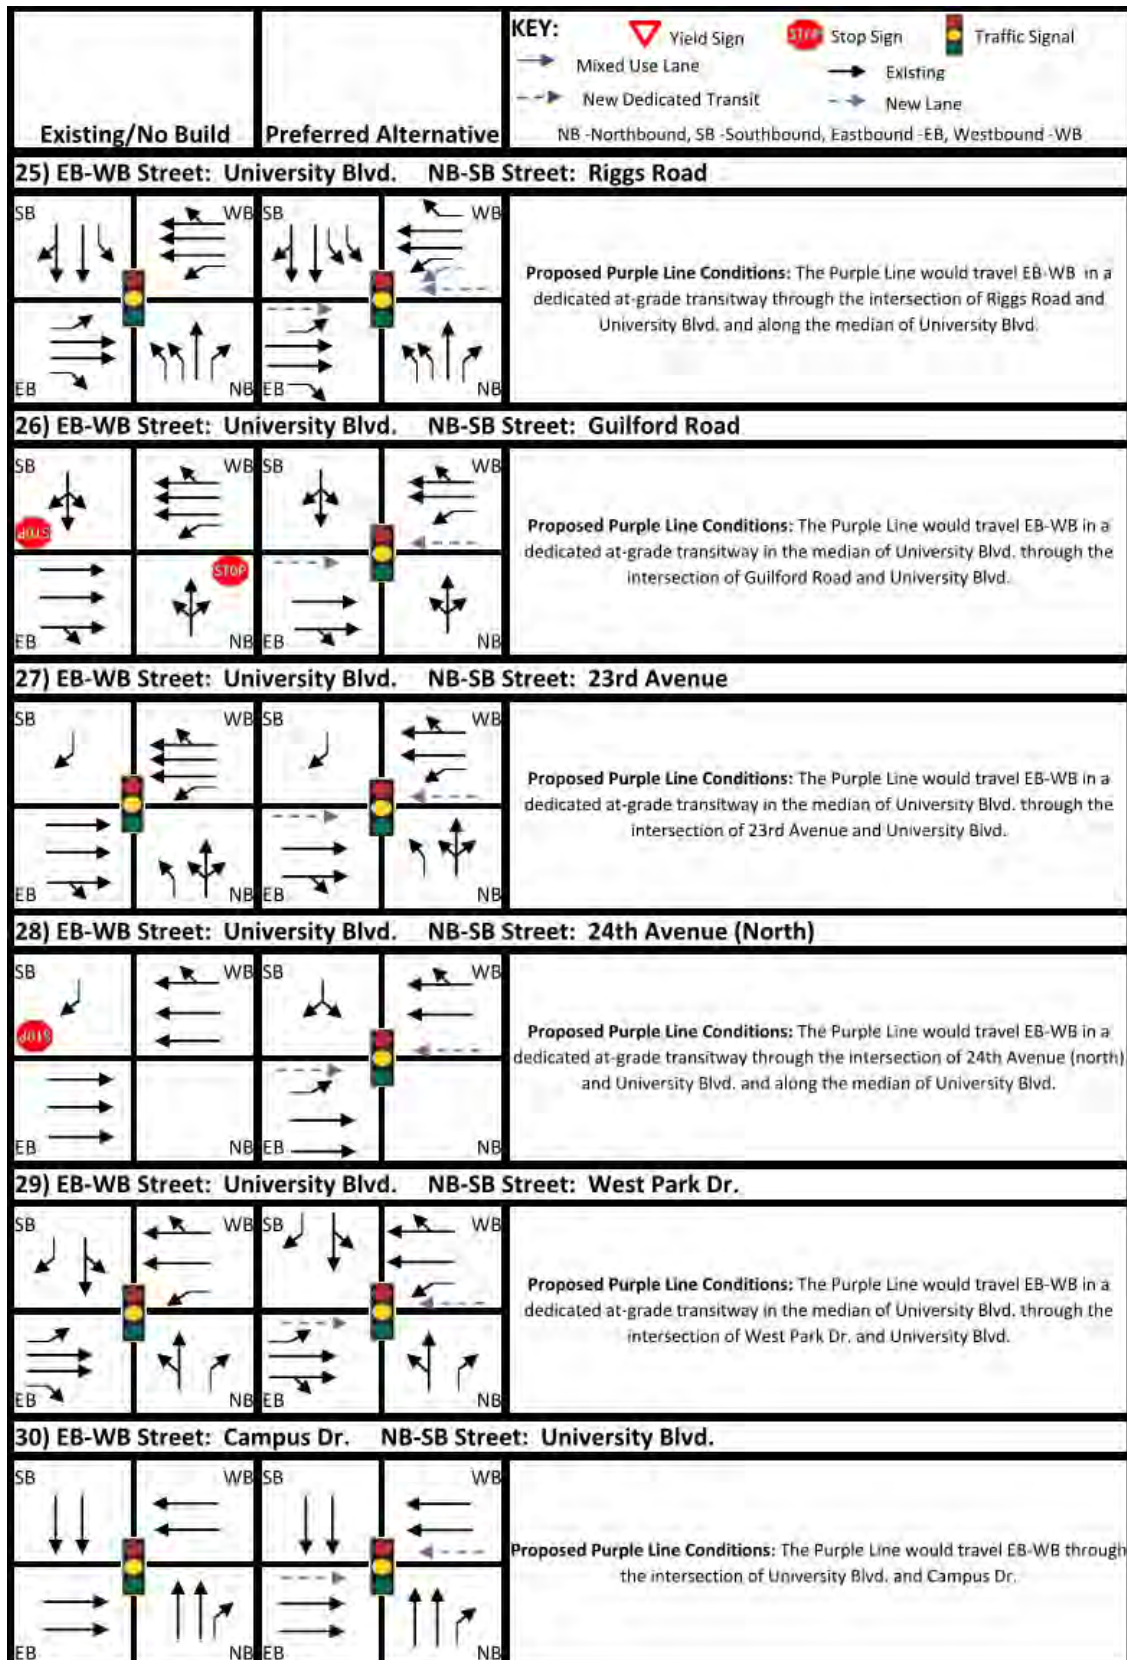 KEY:
Yield Sign
STOP
Stop Sign
Traffic Signal
Mixed Use Lane
Existing
New Dedicated Transit
New Lane
NB -Northbound, SB -Southbound, Eastbound -EB, Westbound -WB
Existing/No Build
Preferred Alternative
25) EB-WB Street: University Blvd. NB-SB Street: Riggs Road
SB WB SB WB
EB NB EB NB
Proposed Purple Line Conditions: The Purple Line would travel EB-WB in a
dedicated at-grade transitway through the intersection of Riggs Road and
University Blvd. and along the median of University Blvd.
26) EB-WB Street: University Blvd. NB-SB Street: Guilford Road
SB WB SB WB
STOP
STOP
EB NB EB NB
Proposed Purple Line Conditions: The Purple Line would travel EB-WB in a
dedicated at-grade transitway in the median of University Blvd. through the
intersection of Guilford Road and University Blvd.
27) EB-WB Street: University Blvd. NB-SB Street: 23rd Avenue
SB WB SB WB
EB NB EB NB
Proposed Purple Line Conditions: The Purple Line would travel EB-WB in a
dedicated at-grade transitway in the median of University Blvd. through the
intersection of 23rd Avenue and University Blvd.
28) EB-WB Street: University Blvd. NB-SB Street: 24th Avenue (North)
SB WB SB WB
STOP
EB NB EB NB
Proposed Purple Line Conditions: The Purple Line would travel EB-WB in a
dedicated at-grade transitway through the intersection of 24th Avenue (north)
and University Blvd. and along the median of University Blvd.
29) EB-WB Street: University Blvd. NB-SB Street: West Park Dr.
SB WB SB WB
EB NB EB NB
Proposed Purple Line Conditions: The Purple Line would travel EB-WB in a
dedicated at-grade transitway in the median of University Blvd. through the
intersection of West Park Dr. and University Blvd.
30) EB-WB Street: Campus Dr. NB-SB Street: University Blvd.
SB WB SB WB
EB NB EB NB
Proposed Purple Line Conditions: The Purple Line would travel EB-WB through
the intersection of University Blvd. and Campus Dr.